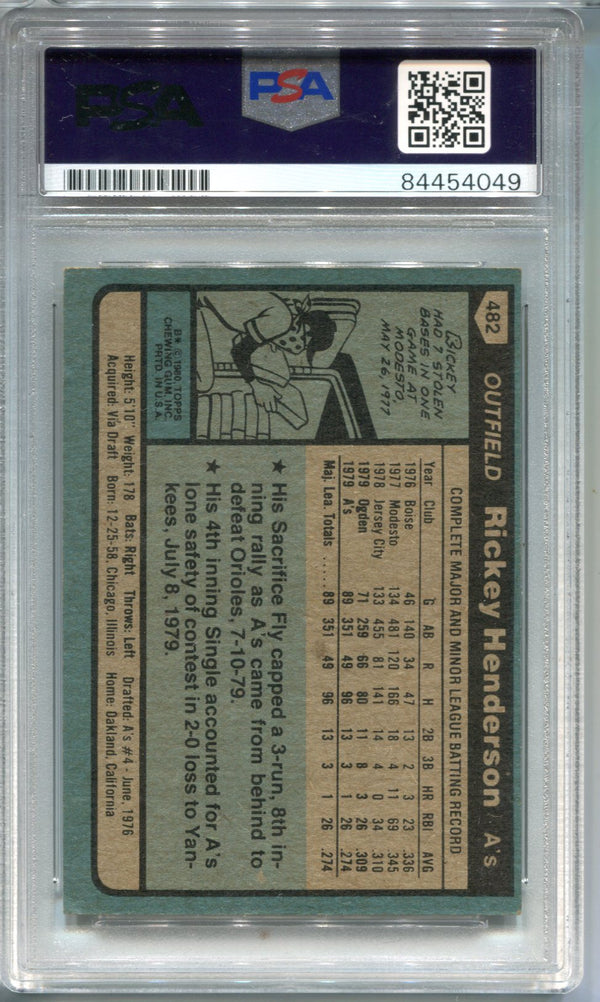 PSA
PSA
84454049
482 OUTFIELD Rickey Henderson A's
Rickey
HAD 7 STOLEN
BASES IN ONE
GAME AT
MODESTO,
MAY 26, 1977
B* © 1980, TOPPS
CHEWING GUM, INC.
PRTD. IN U.S.A.
COMPLETE MAJOR AND MINOR LEAGUE BATTING RECORD
Year Club G AB R H 2B 3B HR RBI AVG
1976 Boise 46 140 34 47 13 2 3 23 .336
1977 Modesto 134 481 120 166 18 4 11 69 .345
1978 Jersey City 133 455 81 141 14 4 0 34 .310
1979 Ogden 71 259 66 80 11 8 3 26 .309
1979 A's 89 351 49 96 13 3 1 26 .274
Maj. Lea. Totals ..... 89 351 49 96 13 3 1 26 .274
★ His Sacrifice Fly capped a 3-run, 8th in-
ning rally as A's came from behind to
defeat Orioles, 7-10-79.
★ His 4th inning Single accounted for A's
lone safety of contest in 2-0 loss to Yan-
kees, July 8, 1979.
Height: 5'10" Weight: 178 Bats: Right Throws: Left Drafted: A's #4 - June, 1976
Acquired: Via Draft Born: 12-25-58, Chicago, Illinois Home: Oakland, California